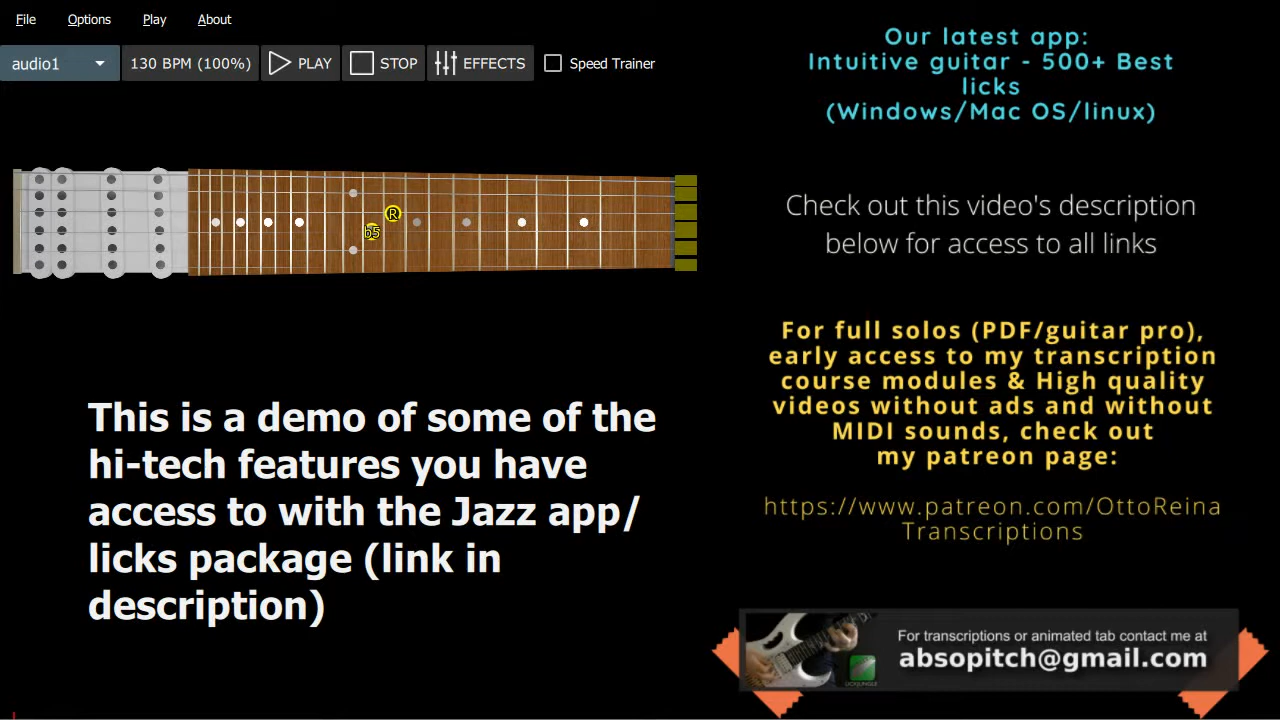 File Options Play About
audio1 130 BPM (100%) PLAY STOP EFFECTS Speed Trainer
R
b5
This is a demo of some of the
hi-tech features you have
access to with the Jazz app/
licks package (link in
description)
Our latest app:
Intuitive guitar - 500+ Best
licks
(Windows/Mac OS/linux)
Check out this video's description
below for access to all links
For full solos (PDF/guitar pro),
early access to my transcription
course modules & High quality
videos without ads and without
MIDI sounds, check out
my patreon page:
https://www.patreon.com/OttoReina
Transcriptions
For transcriptions or animated tab contact me at
absopitch@gmail.com